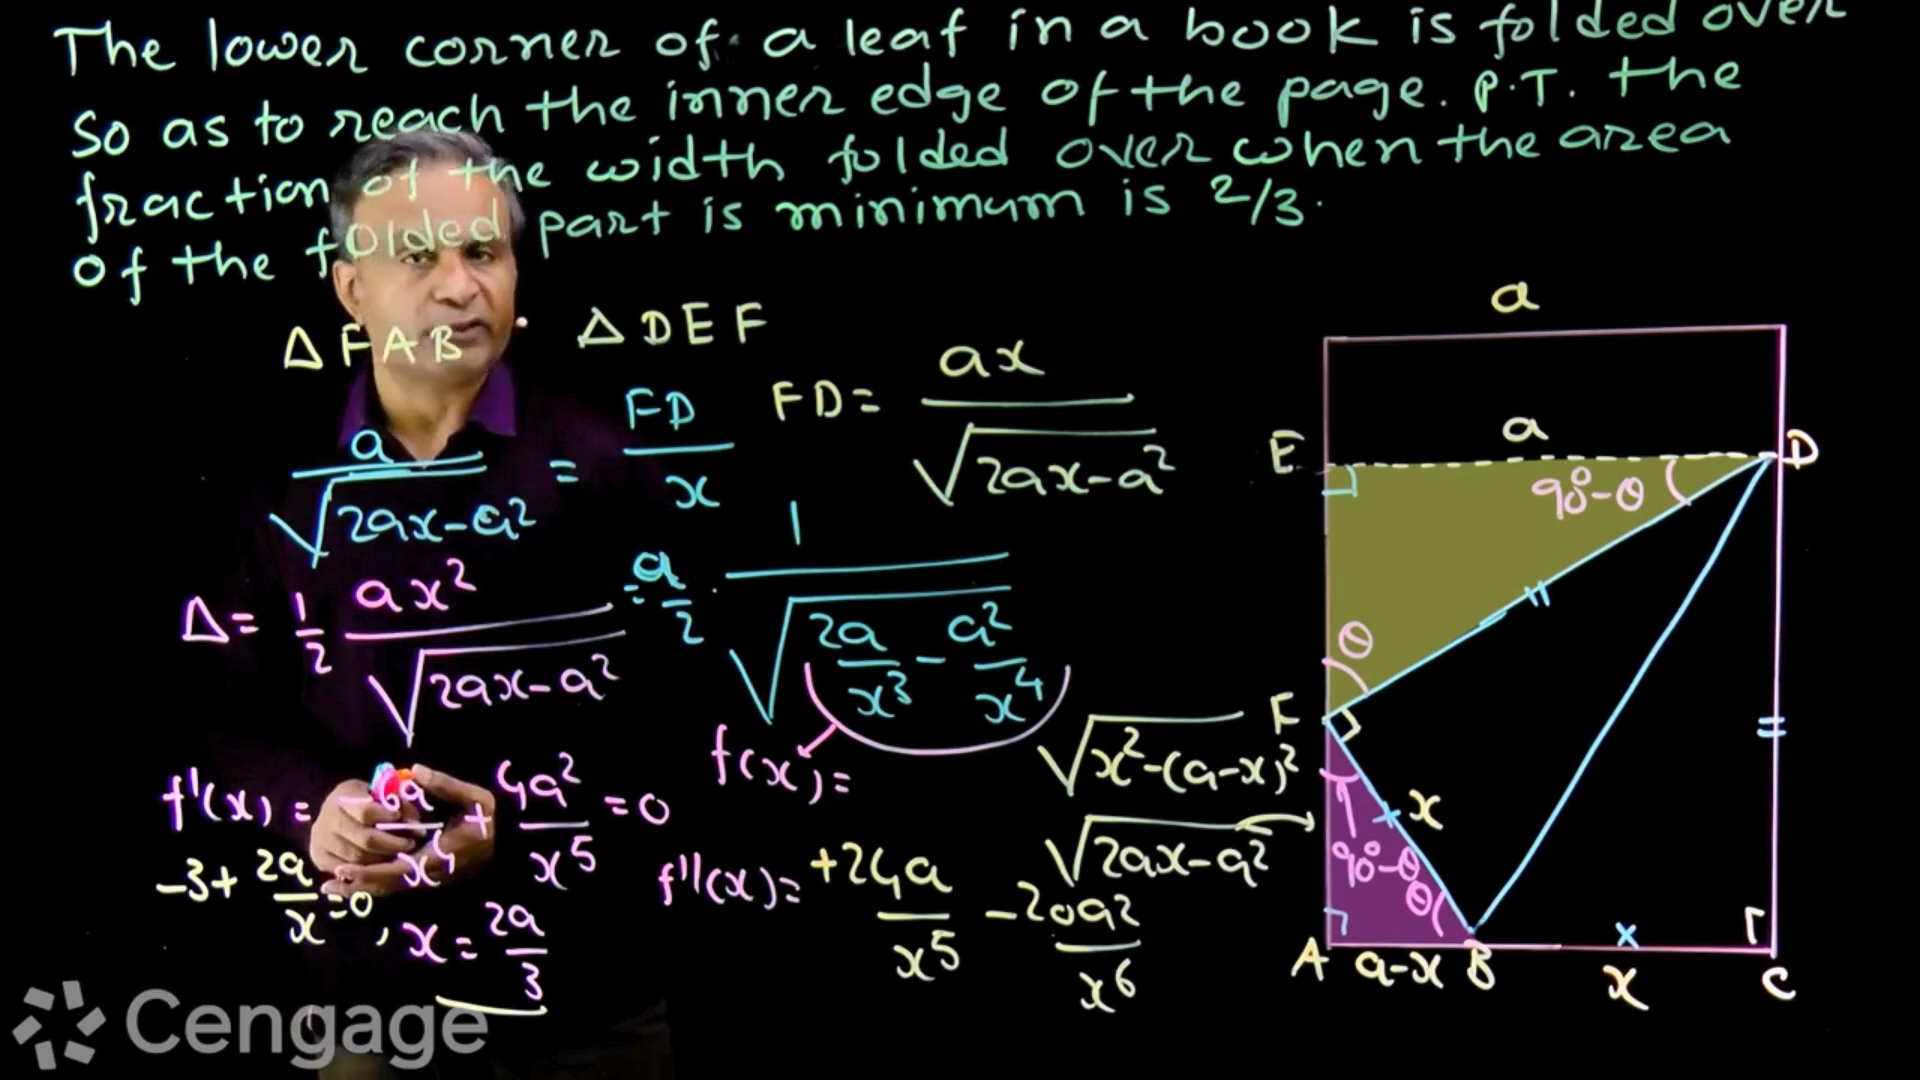 The lower corner of a leaf in a book is folded over
so as to reach the inner edge of the page. P.T. the
fraction of the width folded over when the area
of the folded part is minimum is 2/3.
Δ FAB . Δ DEF
a/√(2ax-a²) = FD/x
FD = ax/√(2ax-a²)
Δ = 1/2 ax²/√(2ax-a²) = a/2 . 1/√(2a/x³ - a²/x⁴)
f(x) =
f'(x) = -6a/x⁴ + 4a²/x⁵ = 0
-3 + 2a/x = 0, x = 2a/3
f''(x) = +24a/x⁵ - 20a²/x⁶
√(x²-(a-x)²)
√(2ax-a²)
a
E a D
90°-θ
θ
F
x
90°-θ
θ
A a-x B x C
Cengage